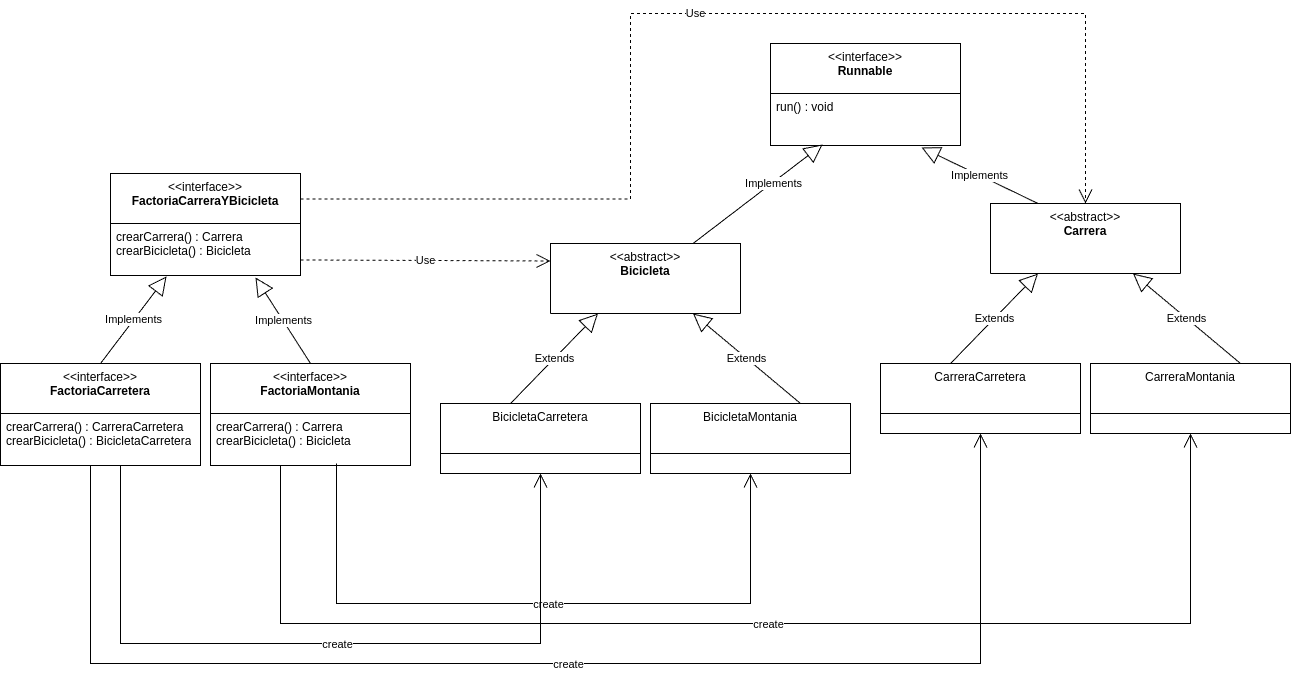 Use
<<interface>>
Runnable
run() : void
Implements
Implements
<<interface>>
FactoriaCarreraYBicicleta
crearCarrera() : Carrera
crearBicicleta() : Bicicleta
<<abstract>>
Carrera
Use
<<abstract>>
Bicicleta
Implements
Implements
Extends
Extends
Extends
Extends
<<interface>>
FactoriaCarretera
crearCarrera() : CarreraCarretera
crearBicicleta() : BicicletaCarretera
<<interface>>
FactoriaMontania
crearCarrera() : Carrera
crearBicicleta() : Bicicleta
BicicletaCarretera
BicicletaMontania
CarreraCarretera
CarreraMontania
create
create
create
create